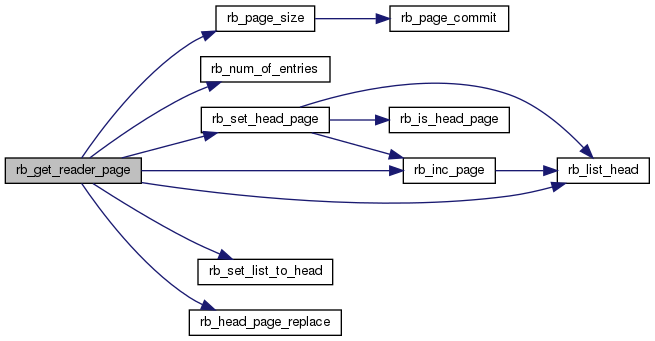 rb_page_size
rb_page_commit
rb_num_of_entries
rb_set_head_page
rb_is_head_page
rb_get_reader_page
rb_inc_page
rb_list_head
rb_set_list_to_head
rb_head_page_replace